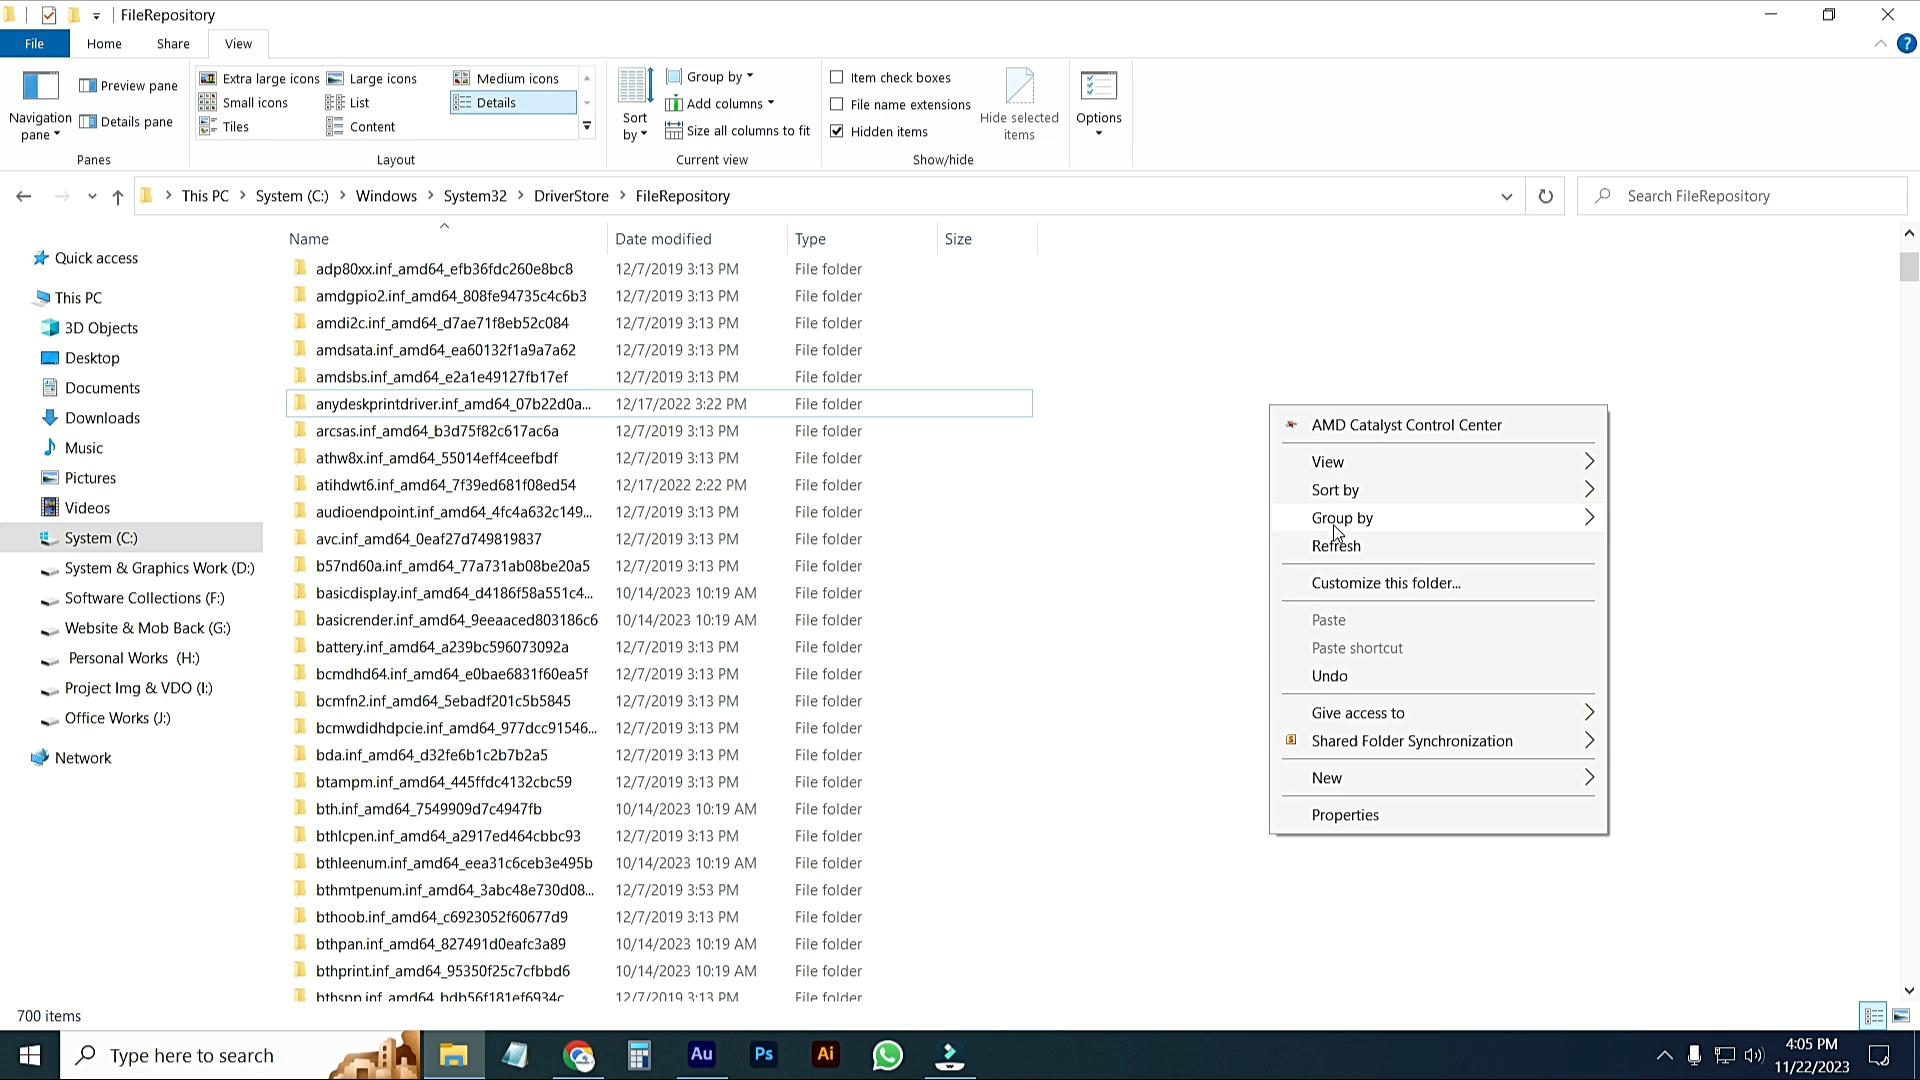 FileRepository
File Home Share View
Navigation pane
Preview pane
Details pane
Panes
Extra large icons Large icons Medium icons
Small icons List Details
Tiles Content
Layout
Sort by
Group by
Add columns
Size all columns to fit
Current view
Item check boxes
File name extensions
Hidden items
Hide selected items
Show/hide
Options
This PC System (C:) Windows System32 DriverStore FileRepository
Search FileRepository
Quick access
This PC
3D Objects
Desktop
Documents
Downloads
Music
Pictures
Videos
System (C:)
System & Graphics Work (D:)
Software Collections (F:)
Website & Mob Back (G:)
Personal Works (H:)
Project Img & VDO (I:)
Office Works (J:)
Network
Name Date modified Type Size
adp80xx.inf_amd64_efb36fdc260e8bc8 12/7/2019 3:13 PM File folder
amdgpio2.inf_amd64_808fe94735c4c6b3 12/7/2019 3:13 PM File folder
amdi2c.inf_amd64_d7ae71f8eb52c084 12/7/2019 3:13 PM File folder
amdsata.inf_amd64_ea60132f1a9a7a62 12/7/2019 3:13 PM File folder
amdsbs.inf_amd64_e2a1e49127fb17ef 12/7/2019 3:13 PM File folder
anydeskprintdriver.inf_amd64_07b22d0a... 12/17/2022 3:22 PM File folder
arcsas.inf_amd64_b3d75f82c617ac6a 12/7/2019 3:13 PM File folder
athw8x.inf_amd64_55014eff4ceefbdf 12/7/2019 3:13 PM File folder
atihdwt6.inf_amd64_7f39ed681f08ed54 12/17/2022 2:22 PM File folder
audioendpoint.inf_amd64_4fc4a632c149... 12/7/2019 3:13 PM File folder
avc.inf_amd64_0eaf27d749819837 12/7/2019 3:13 PM File folder
b57nd60a.inf_amd64_77a731ab08be20a5 12/7/2019 3:13 PM File folder
basicdisplay.inf_amd64_d4186f58a551c4... 10/14/2023 10:19 AM File folder
basicrender.inf_amd64_9eeaaced803186c6 10/14/2023 10:19 AM File folder
battery.inf_amd64_a239bc596073092a 12/7/2019 3:13 PM File folder
bcmdhd64.inf_amd64_e0bae6831f60ea5f 12/7/2019 3:13 PM File folder
bcmfn2.inf_amd64_5ebadf201c5b5845 12/7/2019 3:13 PM File folder
bcmwdidhdpcie.inf_amd64_977dcc91546... 12/7/2019 3:13 PM File folder
bda.inf_amd64_d32fe6b1c2b7b2a5 12/7/2019 3:13 PM File folder
btampm.inf_amd64_445ffdc4132cbc59 12/7/2019 3:13 PM File folder
bth.inf_amd64_7549909d7c4947fb 10/14/2023 10:19 AM File folder
bthlcpen.inf_amd64_a2917ed464cbbc93 12/7/2019 3:13 PM File folder
bthleenum.inf_amd64_eea31c6ceb3e495b 10/14/2023 10:19 AM File folder
bthmtpenum.inf_amd64_3abc48e730d08... 12/7/2019 3:53 PM File folder
bthoob.inf_amd64_c6923052f60677d9 12/7/2019 3:13 PM File folder
bthpan.inf_amd64_827491d0eafc3a89 10/14/2023 10:19 AM File folder
bthprint.inf_amd64_95350f25c7cfbbd6 10/14/2023 10:19 AM File folder
bthspp.inf_amd64_bdb56f181ef6934c 12/7/2019 3:13 PM File folder
AMD Catalyst Control Center
View
Sort by
Group by
Refresh
Customize this folder...
Paste
Paste shortcut
Undo
Give access to
Shared Folder Synchronization
New
Properties
700 items
Type here to search
Au Ps Ai
4:05 PM
11/22/2023